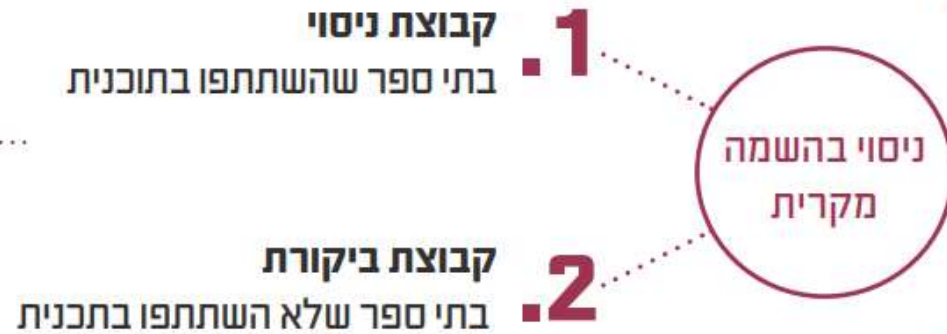 ניסוי בהשמה
מקרית
1.
קבוצת ניסוי
בתי ספר שהשתתפו בתוכנית
2.
קבוצת ביקורת
בתי ספר שלא השתתפו בתכנית